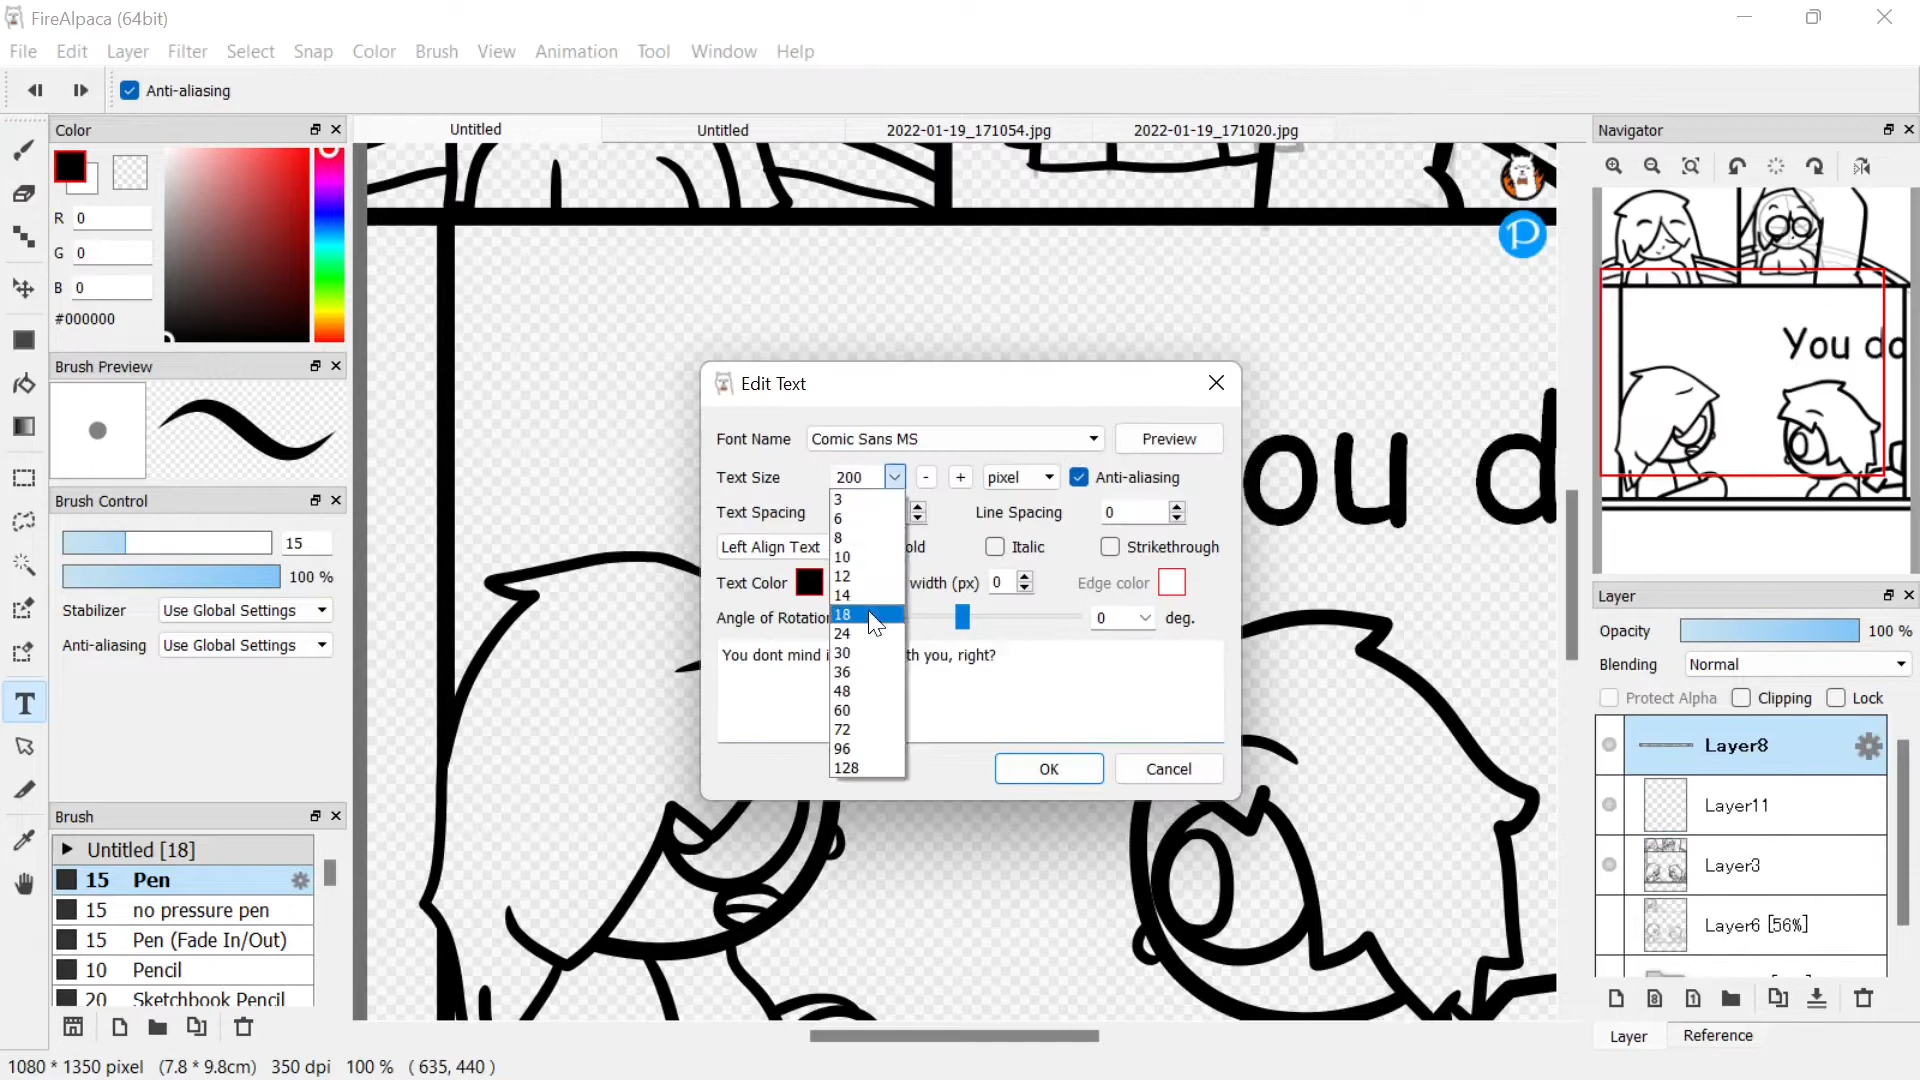 FireAlpaca (64bit)
File Edit Layer Filter Select Snap Color Brush View Animation Tool Window Help
Anti-aliasing
Color
R 0
G 0
B 0
#000000
Brush Preview
Brush Control
15
100 %
Stabilizer Use Global Settings
Anti-aliasing Use Global Settings
Brush
Untitled [18]
15 Pen
15 no pressure pen
15 Pen (Fade In/Out)
10 Pencil
20 Sketchbook Pencil
Untitled Untitled 2022-01-19_171054.jpg 2022-01-19_171020.jpg
P
ou d
Edit Text
Font Name Comic Sans MS Preview
Text Size 200 - + pixel Anti-aliasing
Text Spacing Line Spacing 0
Left Align Text old Italic Strikethrough
Text Color width (px) 0 Edge color
Angle of Rotation 0 deg.
You dont mind i th you, right?
3
6
8
10
12
14
18
24
30
36
48
60
72
96
128
OK Cancel
Navigator
You do
Layer
Opacity 100 %
Blending Normal
Protect Alpha Clipping Lock
Layer8
Layer11
Layer3
Layer6 [56%]
8 1
Layer Reference
T
1080 * 1350 pixel (7.8 * 9.8cm) 350 dpi 100 % ( 635, 440 )